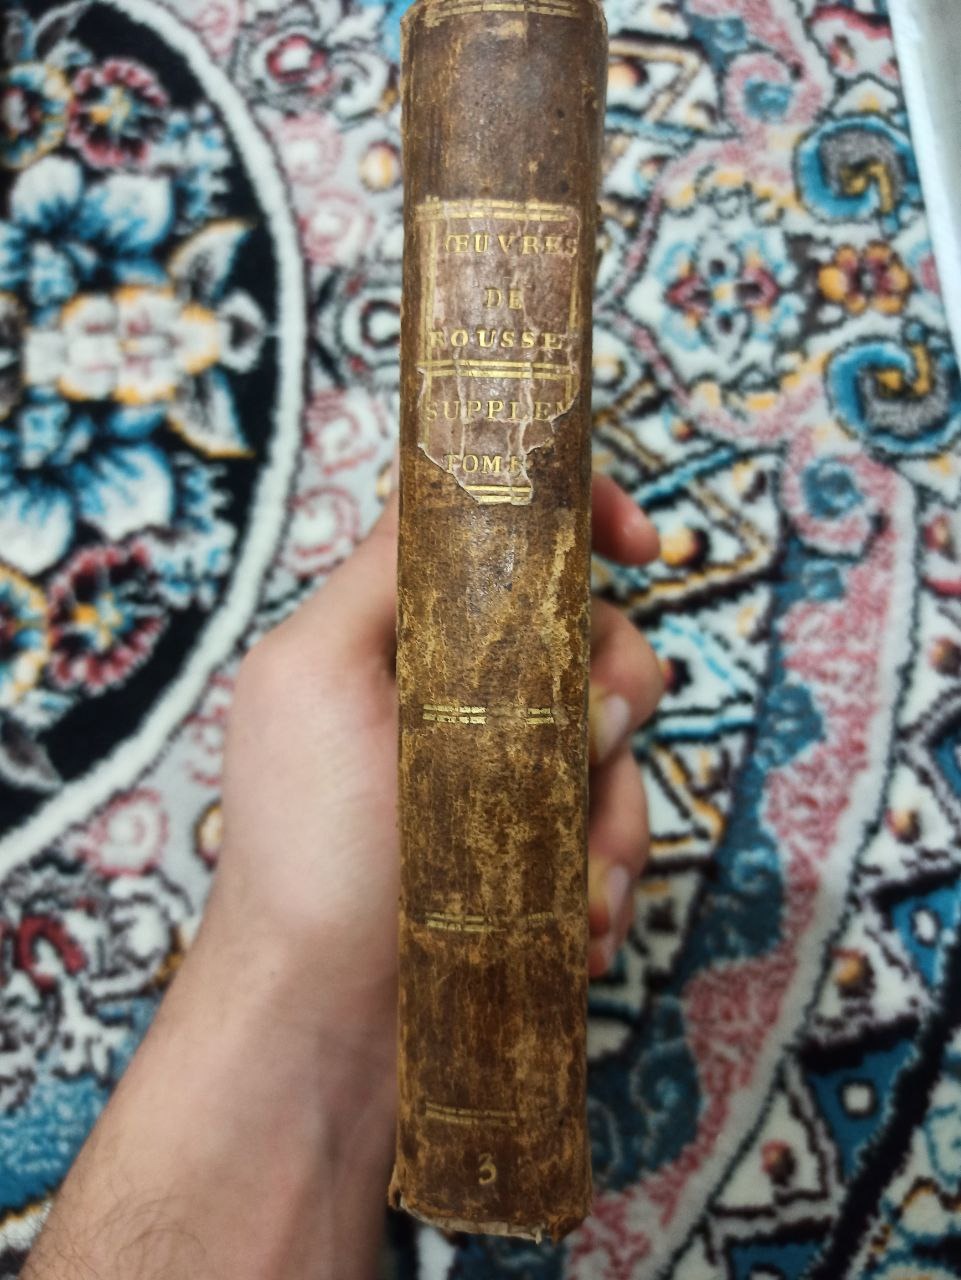 ŒUVRES
DE
ROUSSE
SUPPLEM
TOME
3